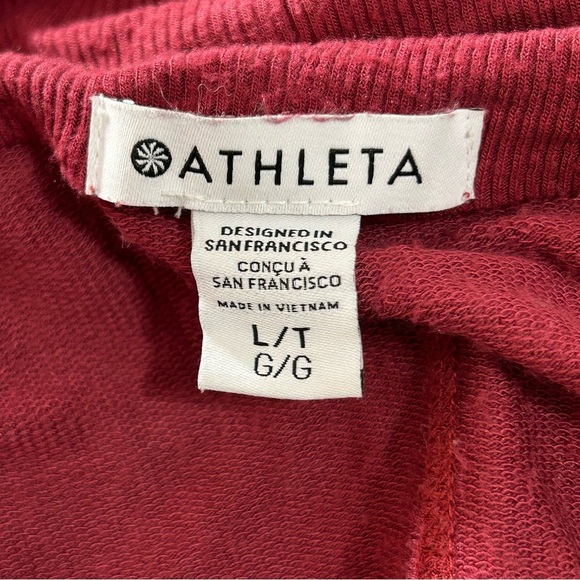 ATHLETA
DESIGNED IN
SAN FRANCISCO
CONÇU À
SAN FRANCISCO
MADE IN VIETNAM
L/T
G/G